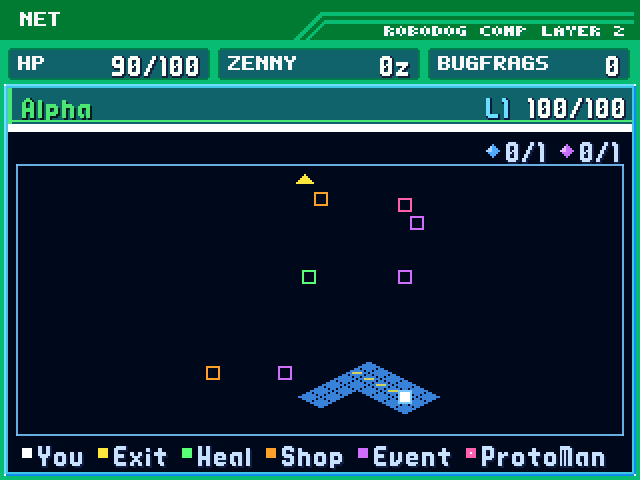 NET
ROBODOG COMP LAYER 2
HP 90/100 ZENNY 0z BUGFRAGS 0
Alpha L1 100/100
0/1 0/1
You Exit Heal Shop Event ProtoMan